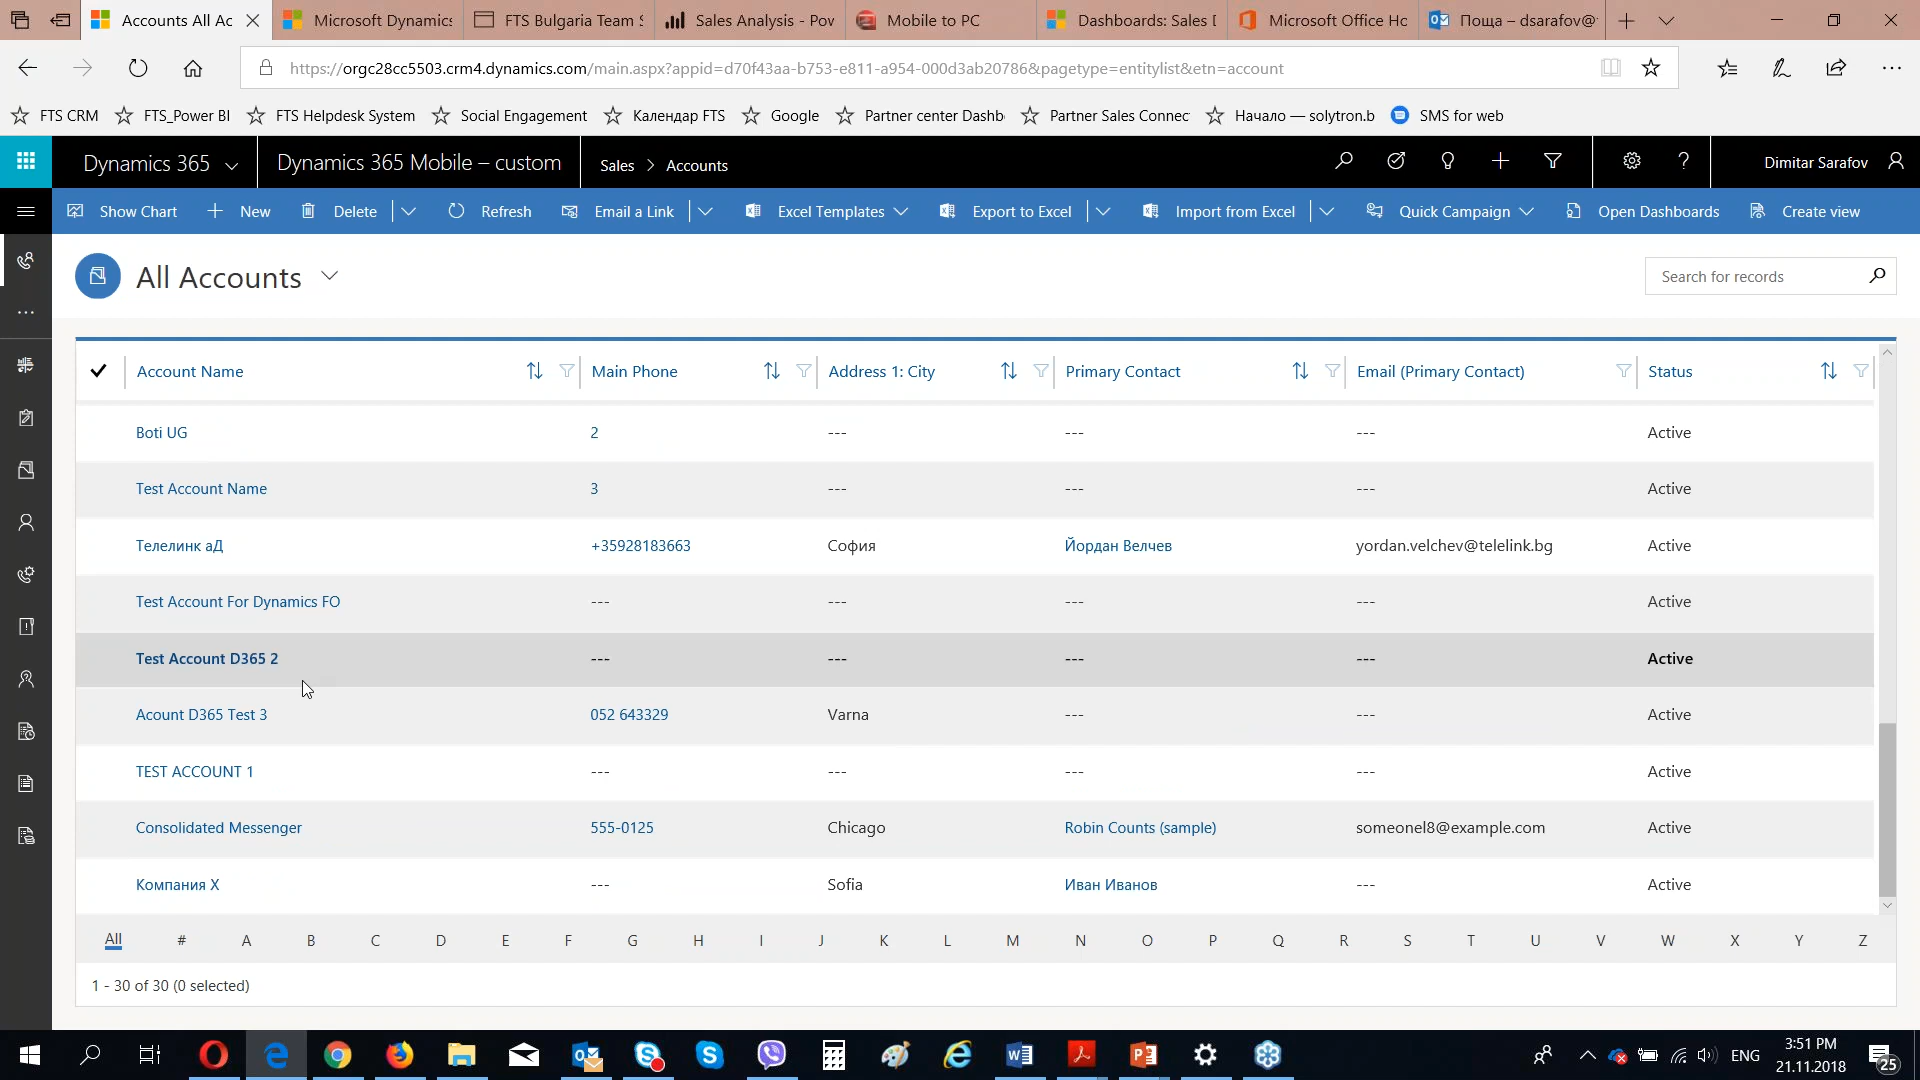 Accounts All Ac
Microsoft Dynamics
FTS Bulgaria Team S
Sales Analysis - Pow
Mobile to PC
Dashboards: Sales D
Microsoft Office Ho
Поща – dsarafov@
https://orgc28cc5503.crm4.dynamics.com/main.aspx?appid=d70f43aa-b753-e811-a954-000d3ab20786&pagetype=entitylist&etn=account
FTS CRM
FTS_Power BI
FTS Helpdesk System
Social Engagement
Календар FTS
Google
Partner center Dashb
Partner Sales Connec
Начало — solytron.b
SMS for web
Dynamics 365
Dynamics 365 Mobile – custom
Sales > Accounts
Dimitar Sarafov
Show Chart
New
Delete
Refresh
Email a Link
Excel Templates
Export to Excel
Import from Excel
Quick Campaign
Open Dashboards
Create view
All Accounts
Search for records
Account Name Main Phone Address 1: City Primary Contact Email (Primary Contact) Status
Boti UG 2 --- --- --- Active
Test Account Name 3 --- --- --- Active
Телелинк аД +35928183663 София Йордан Велчев yordan.velchev@telelink.bg Active
Test Account For Dynamics FO --- --- --- --- Active
Test Account D365 2 --- --- --- --- Active
Acount D365 Test 3 052 643329 Varna --- --- Active
TEST ACCOUNT 1 --- --- --- --- Active
Consolidated Messenger 555-0125 Chicago Robin Counts (sample) someonel8@example.com Active
Компания X --- Sofia Иван Иванов --- Active
All # A B C D E F G H I J K L M N O P Q R S T U V W X Y Z
1 - 30 of 30 (0 selected)
ENG
3:51 PM
21.11.2018
25